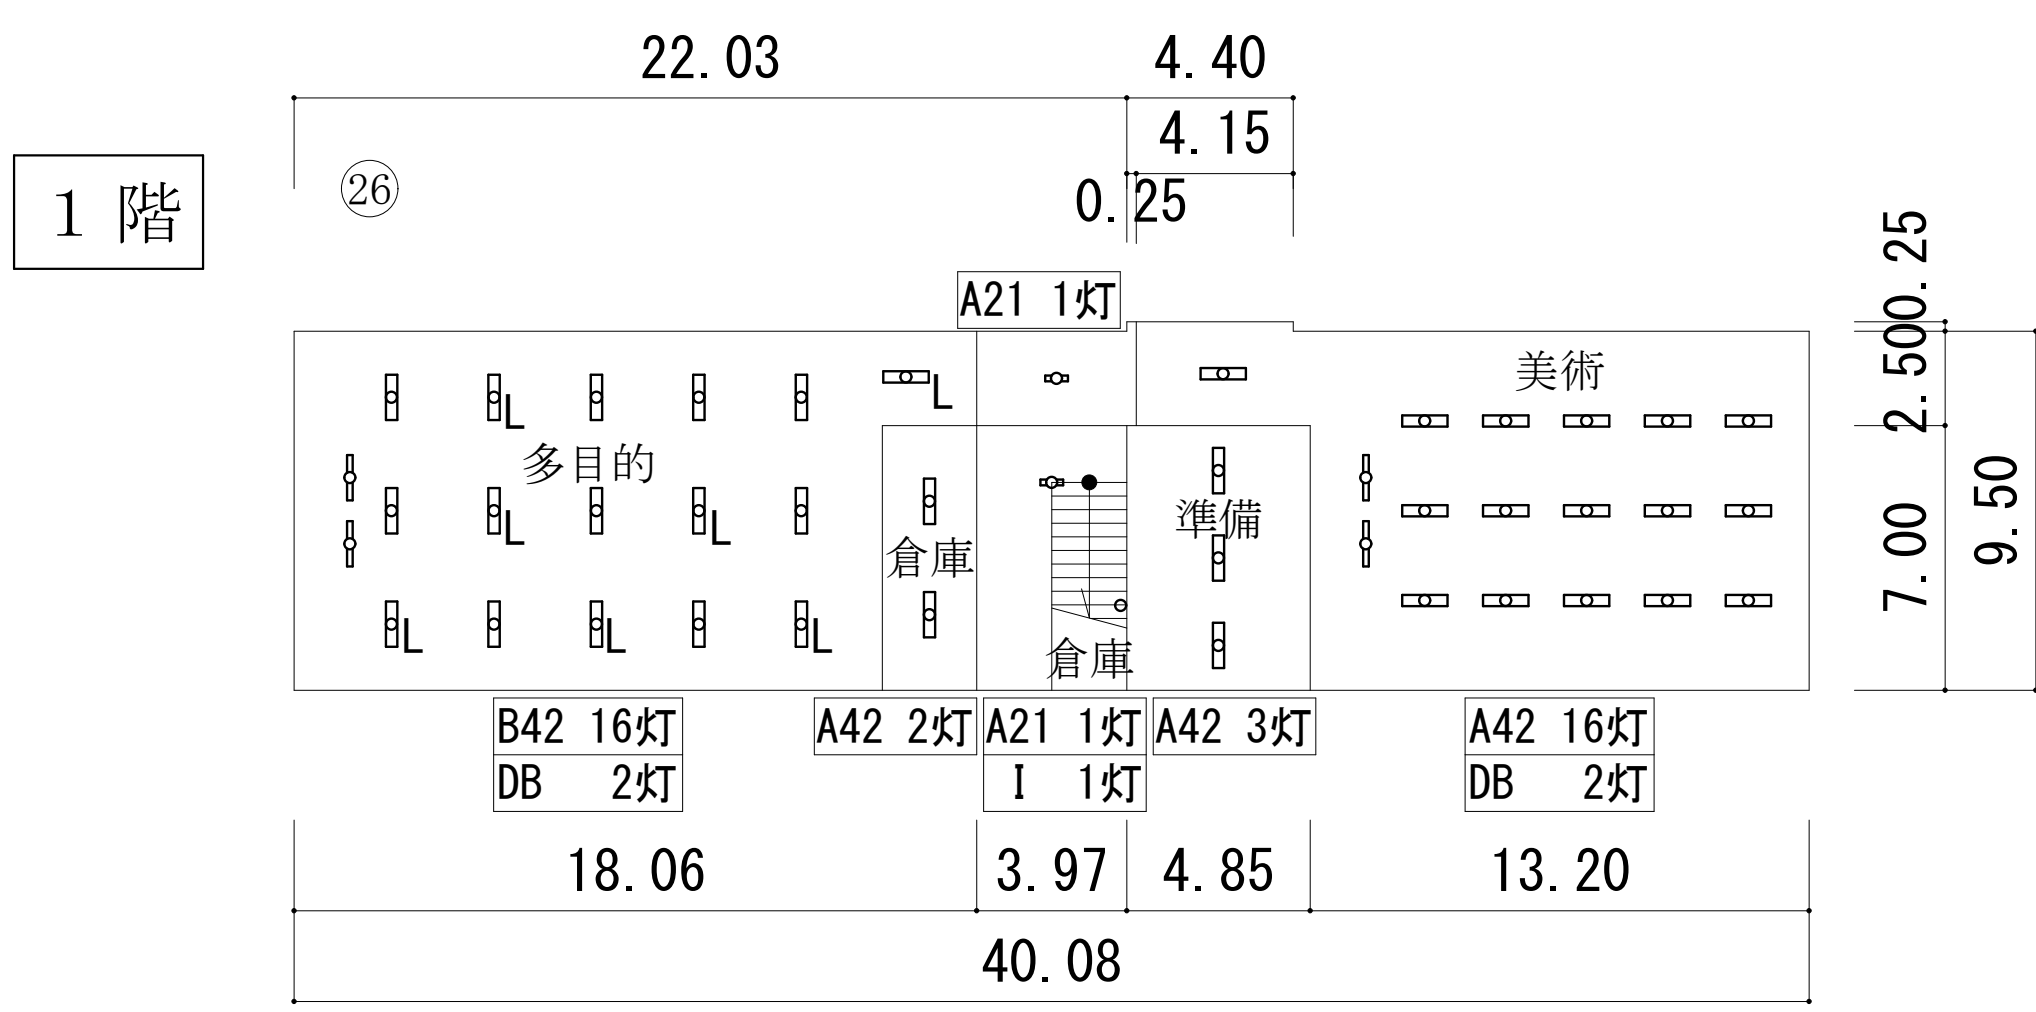 22.03
4.40
4.15
0.25
1階
26
A21 1灯
0.25
2.50
7.00
9.50
美術
L
L
多目的
L
L
準備
倉庫
L
L
L
倉庫
B42 16灯
DB 2灯
A42 2灯
A21 1灯
I 1灯
A42 3灯
A42 16灯
DB 2灯
18.06
3.97
4.85
13.20
40.08